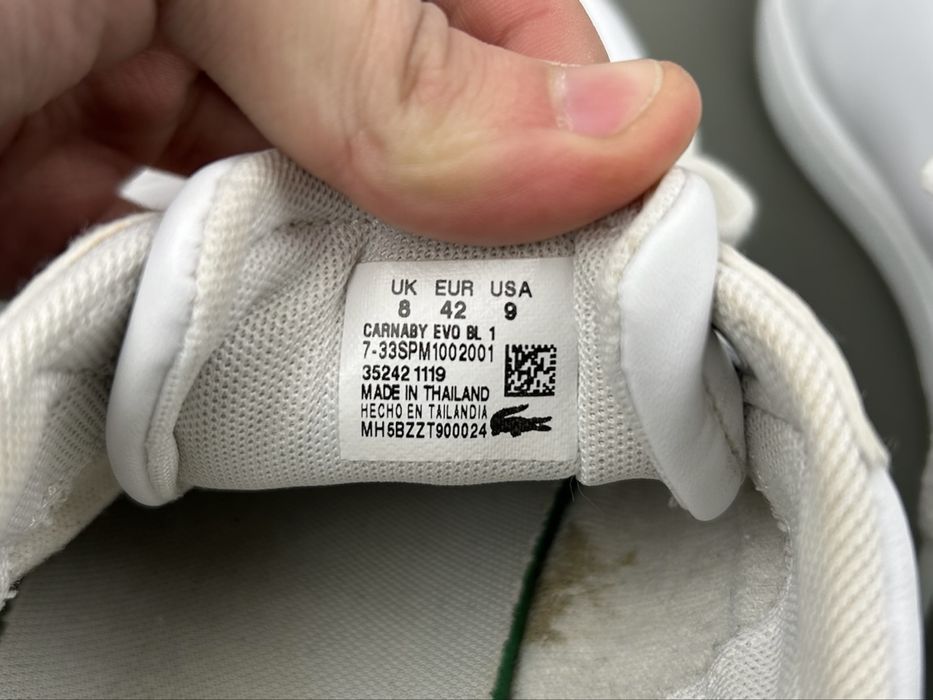 UK EUR USA
8 42 9
CARNABY EVO BL 1
7-33SPM1002001
35242 1119
MADE IN THAILAND
HECHO EN TAILANDIA
MH5BZZT900024